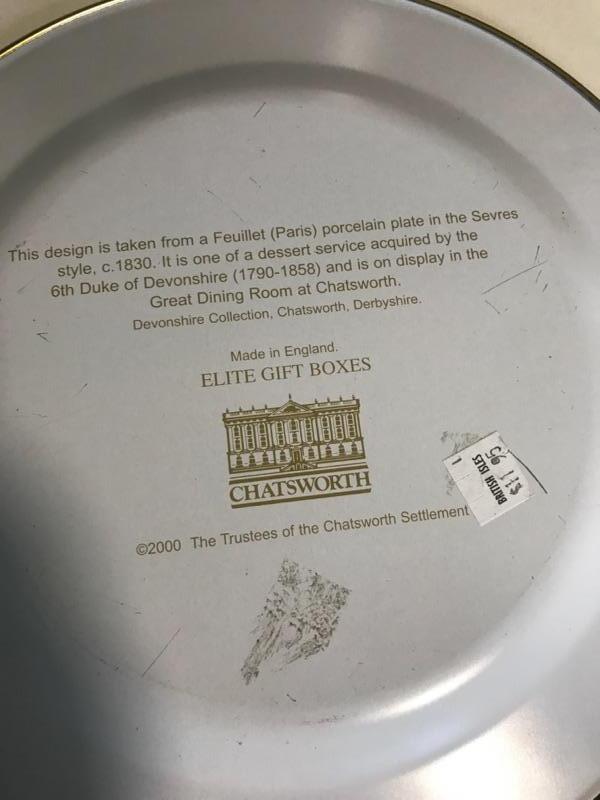 This design is taken from a Feuillet (Paris) porcelain plate in the Sevres
style, c.1830. It is one of a dessert service acquired by the
6th Duke of Devonshire (1790-1858) and is on display in the
Great Dining Room at Chatsworth.
Devonshire Collection, Chatsworth, Derbyshire.
Made in England.
ELITE GIFT BOXES
CHATSWORTH
©2000 The Trustees of the Chatsworth Settlement
BRITISH ISLES 1
$11.95